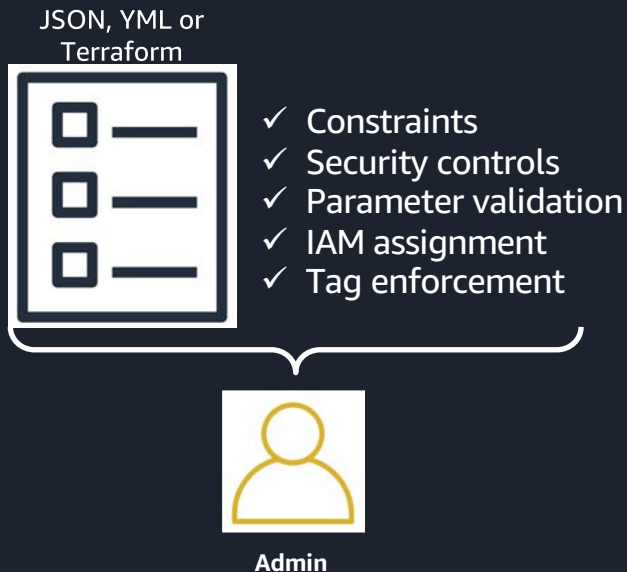 JSON, YML or
Terraform
✓ Constraints
✓ Security controls
✓ Parameter validation
✓ IAM assignment
✓ Tag enforcement
Admin